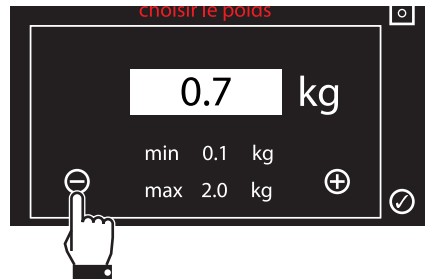 choisir le poids
0.7 kg
min 0.1 kg
max 2.0 kg